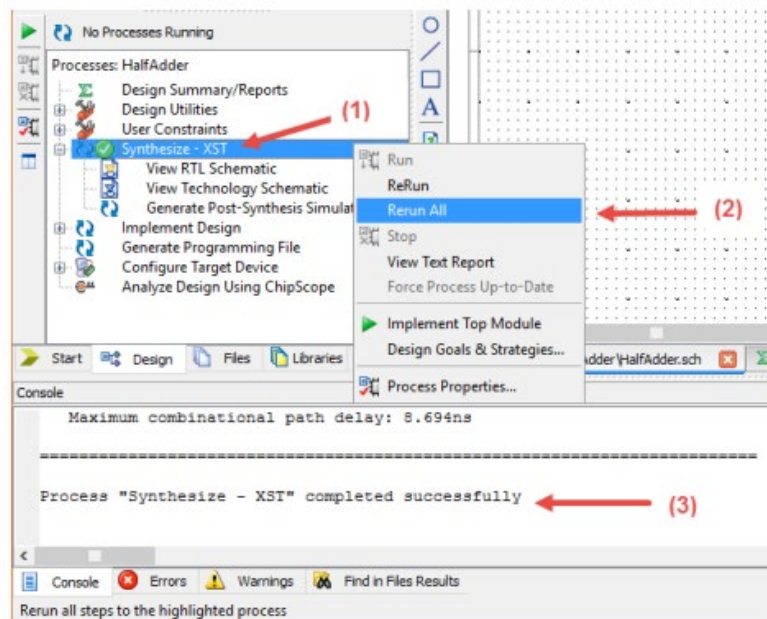 No Processes Running
Processes: HalfAdder
Design Summary/Reports
Design Utilities
User Constraints
(1)
Synthesize - XST
View RTL Schematic
View Technology Schematic
Generate Post-Synthesis Simulat
Implement Design
Generate Programming File
Configure Target Device
Analyze Design Using ChipScope
A
Run
ReRun
Rerun All
(2)
Stop
View Text Report
Force Process Up-to-Date
Implement Top Module
Design Goals & Strategies...
Process Properties...
Start Design Files Libraries
dder\HalfAdder.sch
Console
Maximum combinational path delay: 8.694ns
=========================================================================
Process "Synthesize - XST" completed successfully
(3)
Console Errors Warnings Find in Files Results
Rerun all steps to the highlighted process